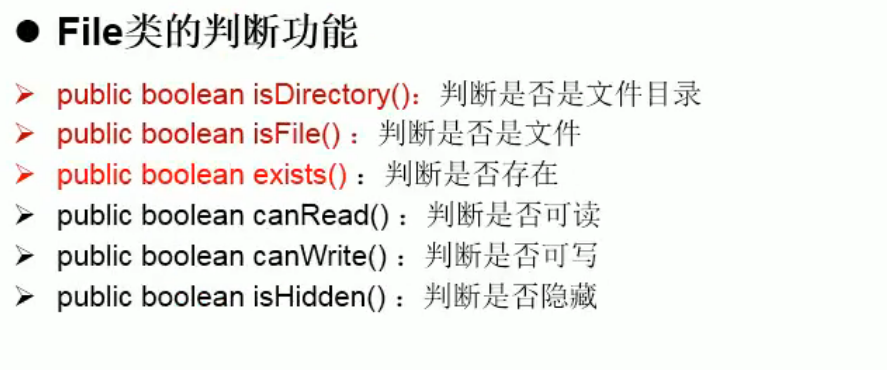 ● File类的判断功能
➢ public boolean isDirectory()：判断是否是文件目录
➢ public boolean isFile() ：判断是否是文件
➢ public boolean exists() ：判断是否存在
➢ public boolean canRead() ：判断是否可读
➢ public boolean canWrite() ：判断是否可写
➢ public boolean isHidden() ：判断是否隐藏